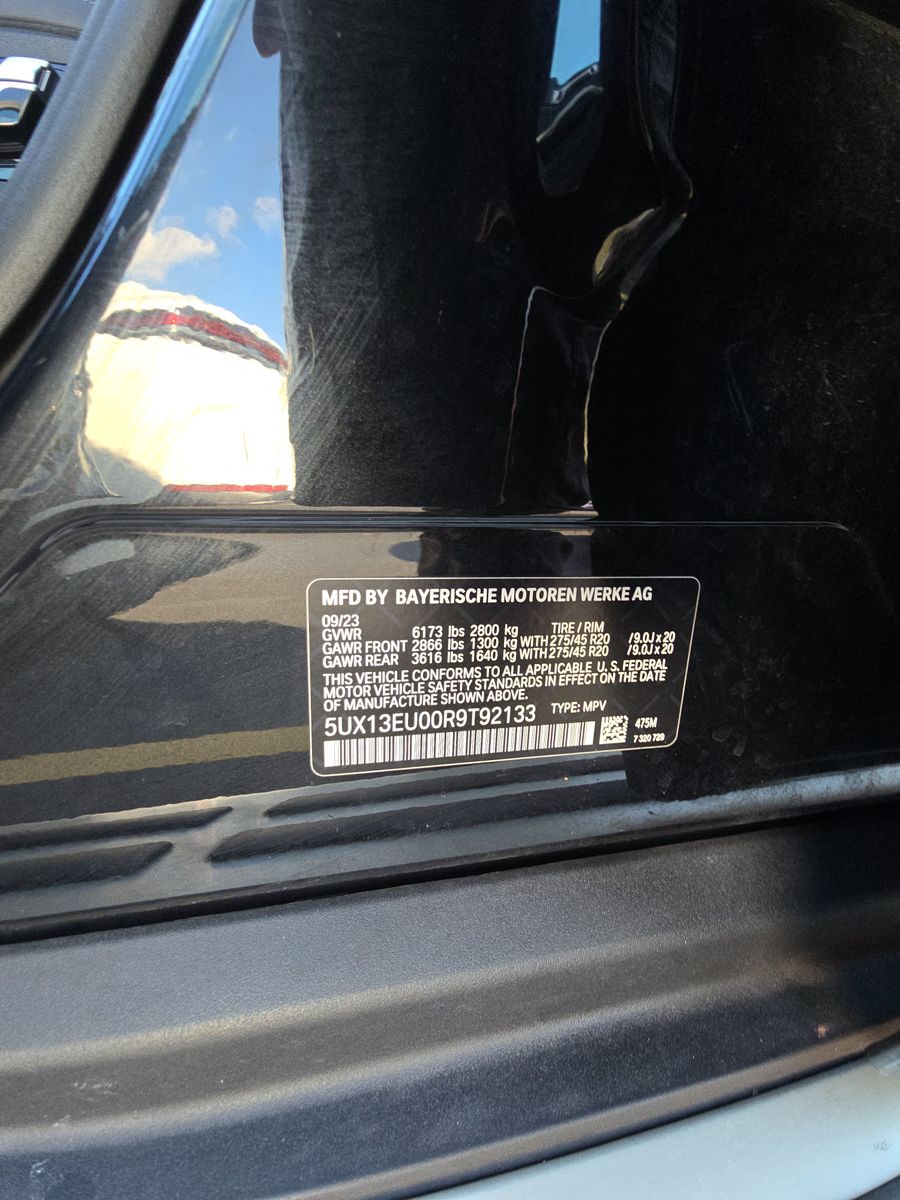 MFD BY BAYERISCHE MOTOREN WERKE AG
09/23
GVWR 6173 lbs 2800 kg TIRE / RIM
GAWR FRONT 2866 lbs 1300 kg WITH 275/45 R20 / 9.0J x 20
GAWR REAR 3616 lbs 1640 kg WITH 275/45 R20 / 9.0J x 20
THIS VEHICLE CONFORMS TO ALL APPLICABLE U. S. FEDERAL
MOTOR VEHICLE SAFETY STANDARDS IN EFFECT ON THE DATE
OF MANUFACTURE SHOWN ABOVE.
TYPE: MPV
5UX13EU00R9T92133
475M
7 320 729